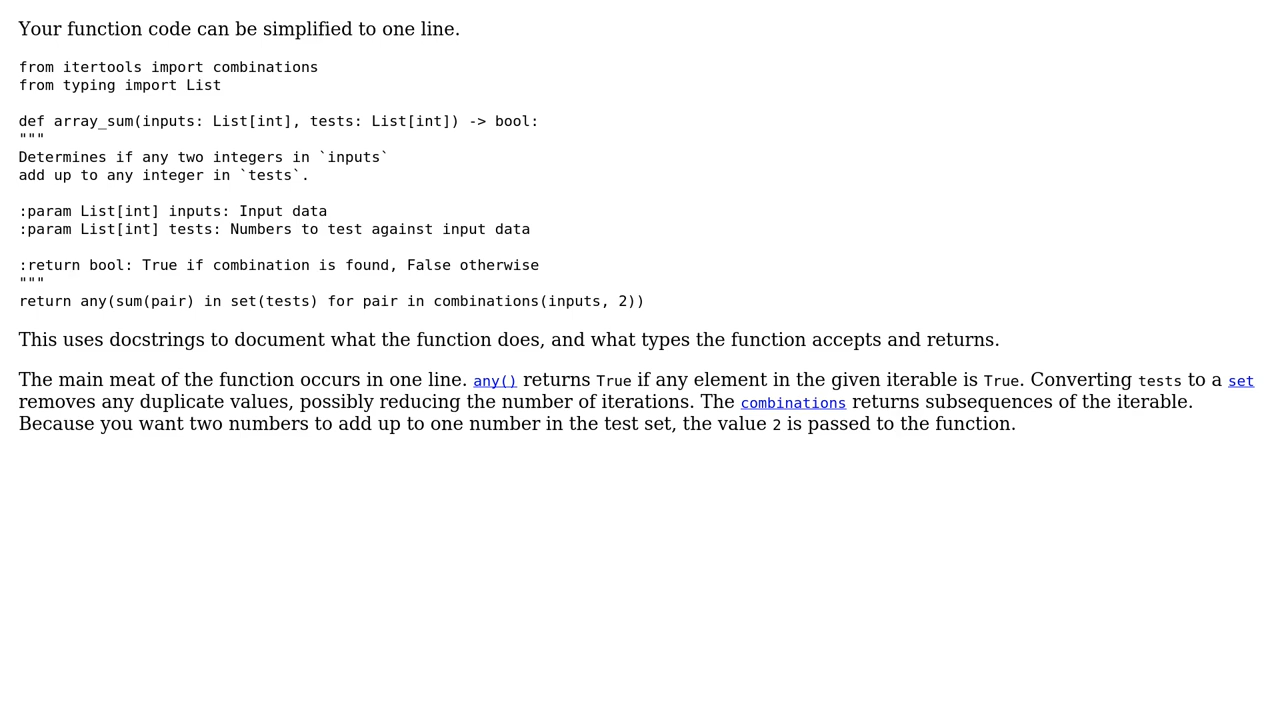 Your function code can be simplified to one line.
from itertools import combinations
from typing import List
def array_sum(inputs: List[int], tests: List[int]) -> bool:
"""
Determines if any two integers in `inputs`
add up to any integer in `tests`.
:param List[int] inputs: Input data
:param List[int] tests: Numbers to test against input data
:return bool: True if combination is found, False otherwise
"""
return any(sum(pair) in set(tests) for pair in combinations(inputs, 2))
This uses docstrings to document what the function does, and what types the function accepts and returns.
The main meat of the function occurs in one line. any() returns True if any element in the given iterable is True. Converting tests to a set
removes any duplicate values, possibly reducing the number of iterations. The combinations returns subsequences of the iterable.
Because you want two numbers to add up to one number in the test set, the value 2 is passed to the function.